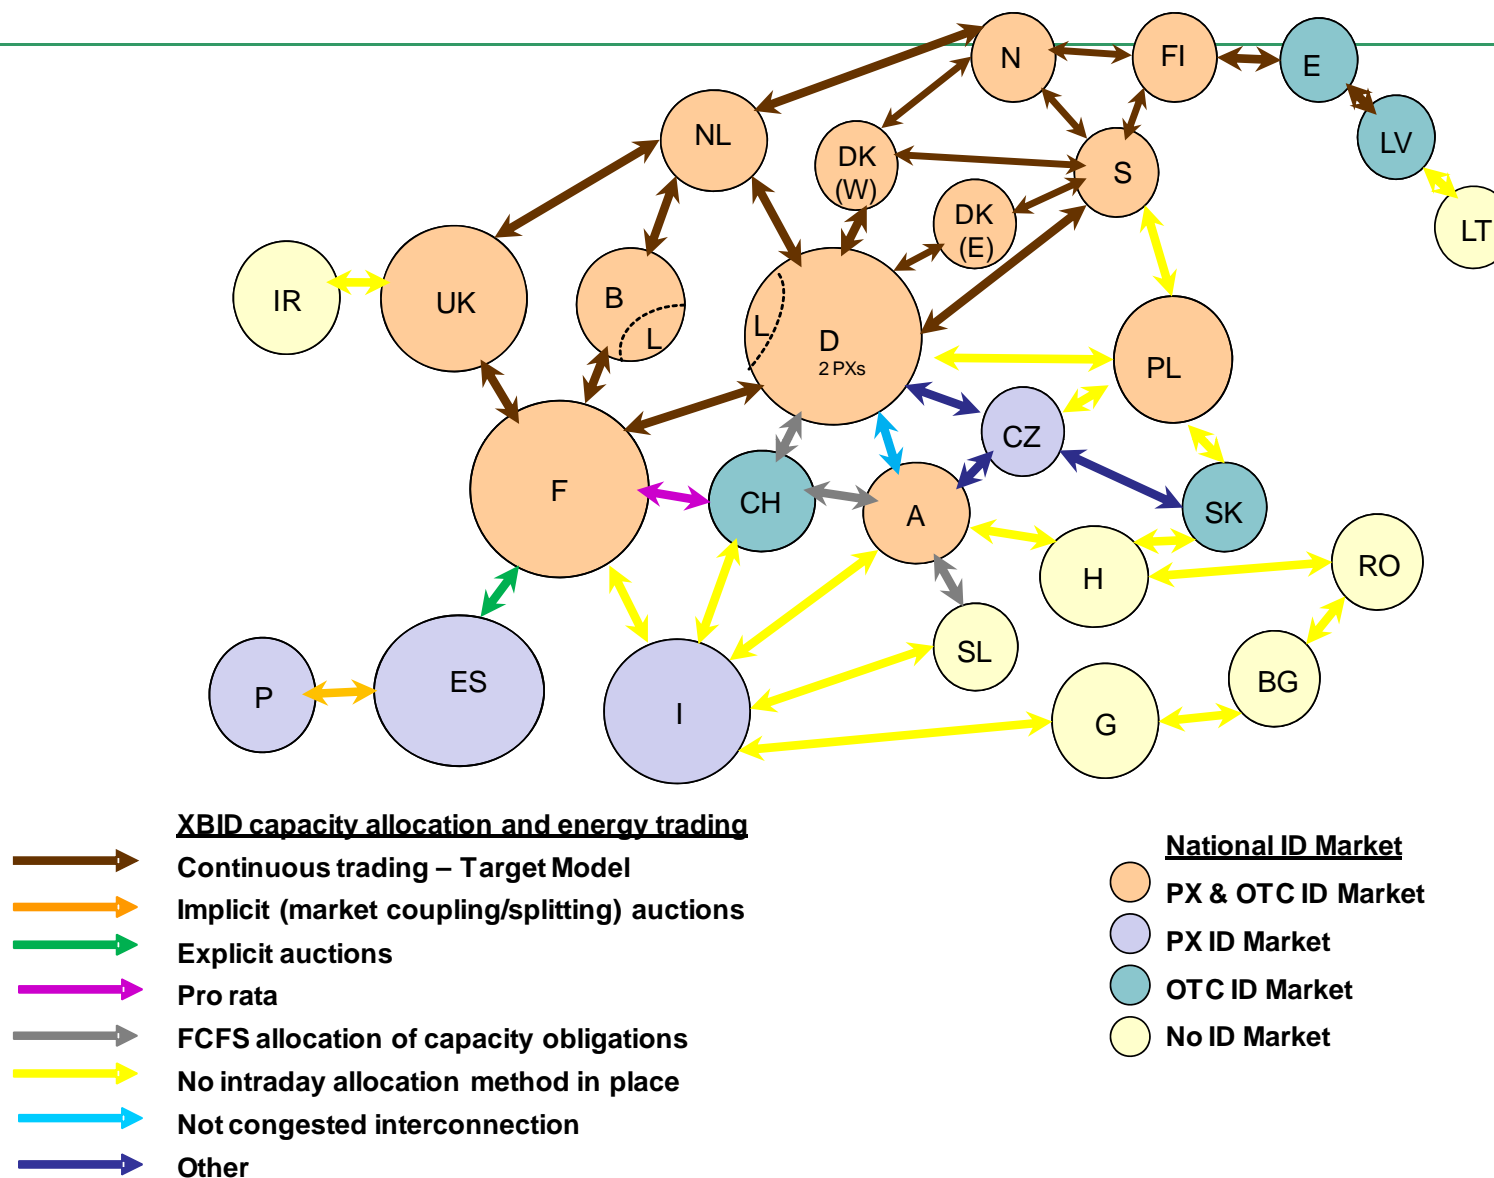 N
FI
E
NL
DK
(W)
LV
S
DK
(E)
LT
IR
UK
B
L
L
D
2 PXs
PL
CZ
F
CH
A
SK
H
RO
SL
BG
P
ES
I
G
XBID capacity allocation and energy trading
Continuous trading – Target Model
Implicit (market coupling/splitting) auctions
Explicit auctions
Pro rata
FCFS allocation of capacity obligations
No intraday allocation method in place
Not congested interconnection
Other
National ID Market
PX & OTC ID Market
PX ID Market
OTC ID Market
No ID Market